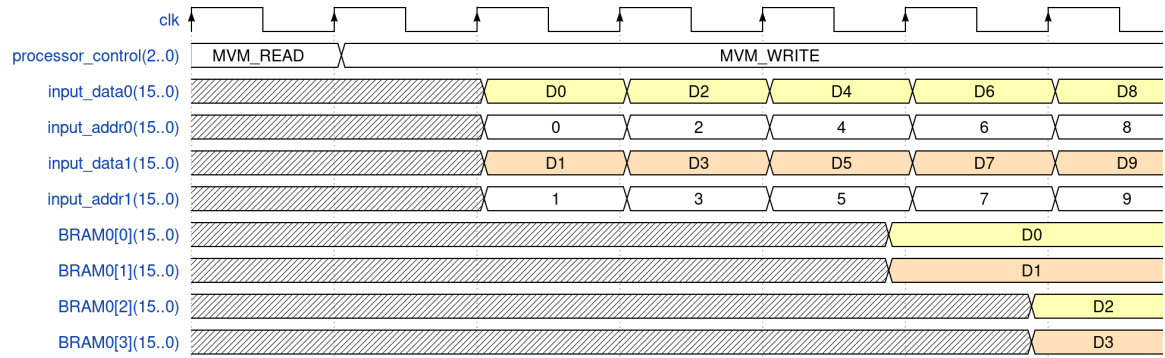 clk
processor_control(2..0) MVM_READ MVM_WRITE
input_data0(15..0) D0 D2 D4 D6 D8
input_addr0(15..0) 0 2 4 6 8
input_data1(15..0) D1 D3 D5 D7 D9
input_addr1(15..0) 1 3 5 7 9
BRAM0[0](15..0) D0
BRAM0[1](15..0) D1
BRAM0[2](15..0) D2
BRAM0[3](15..0) D3